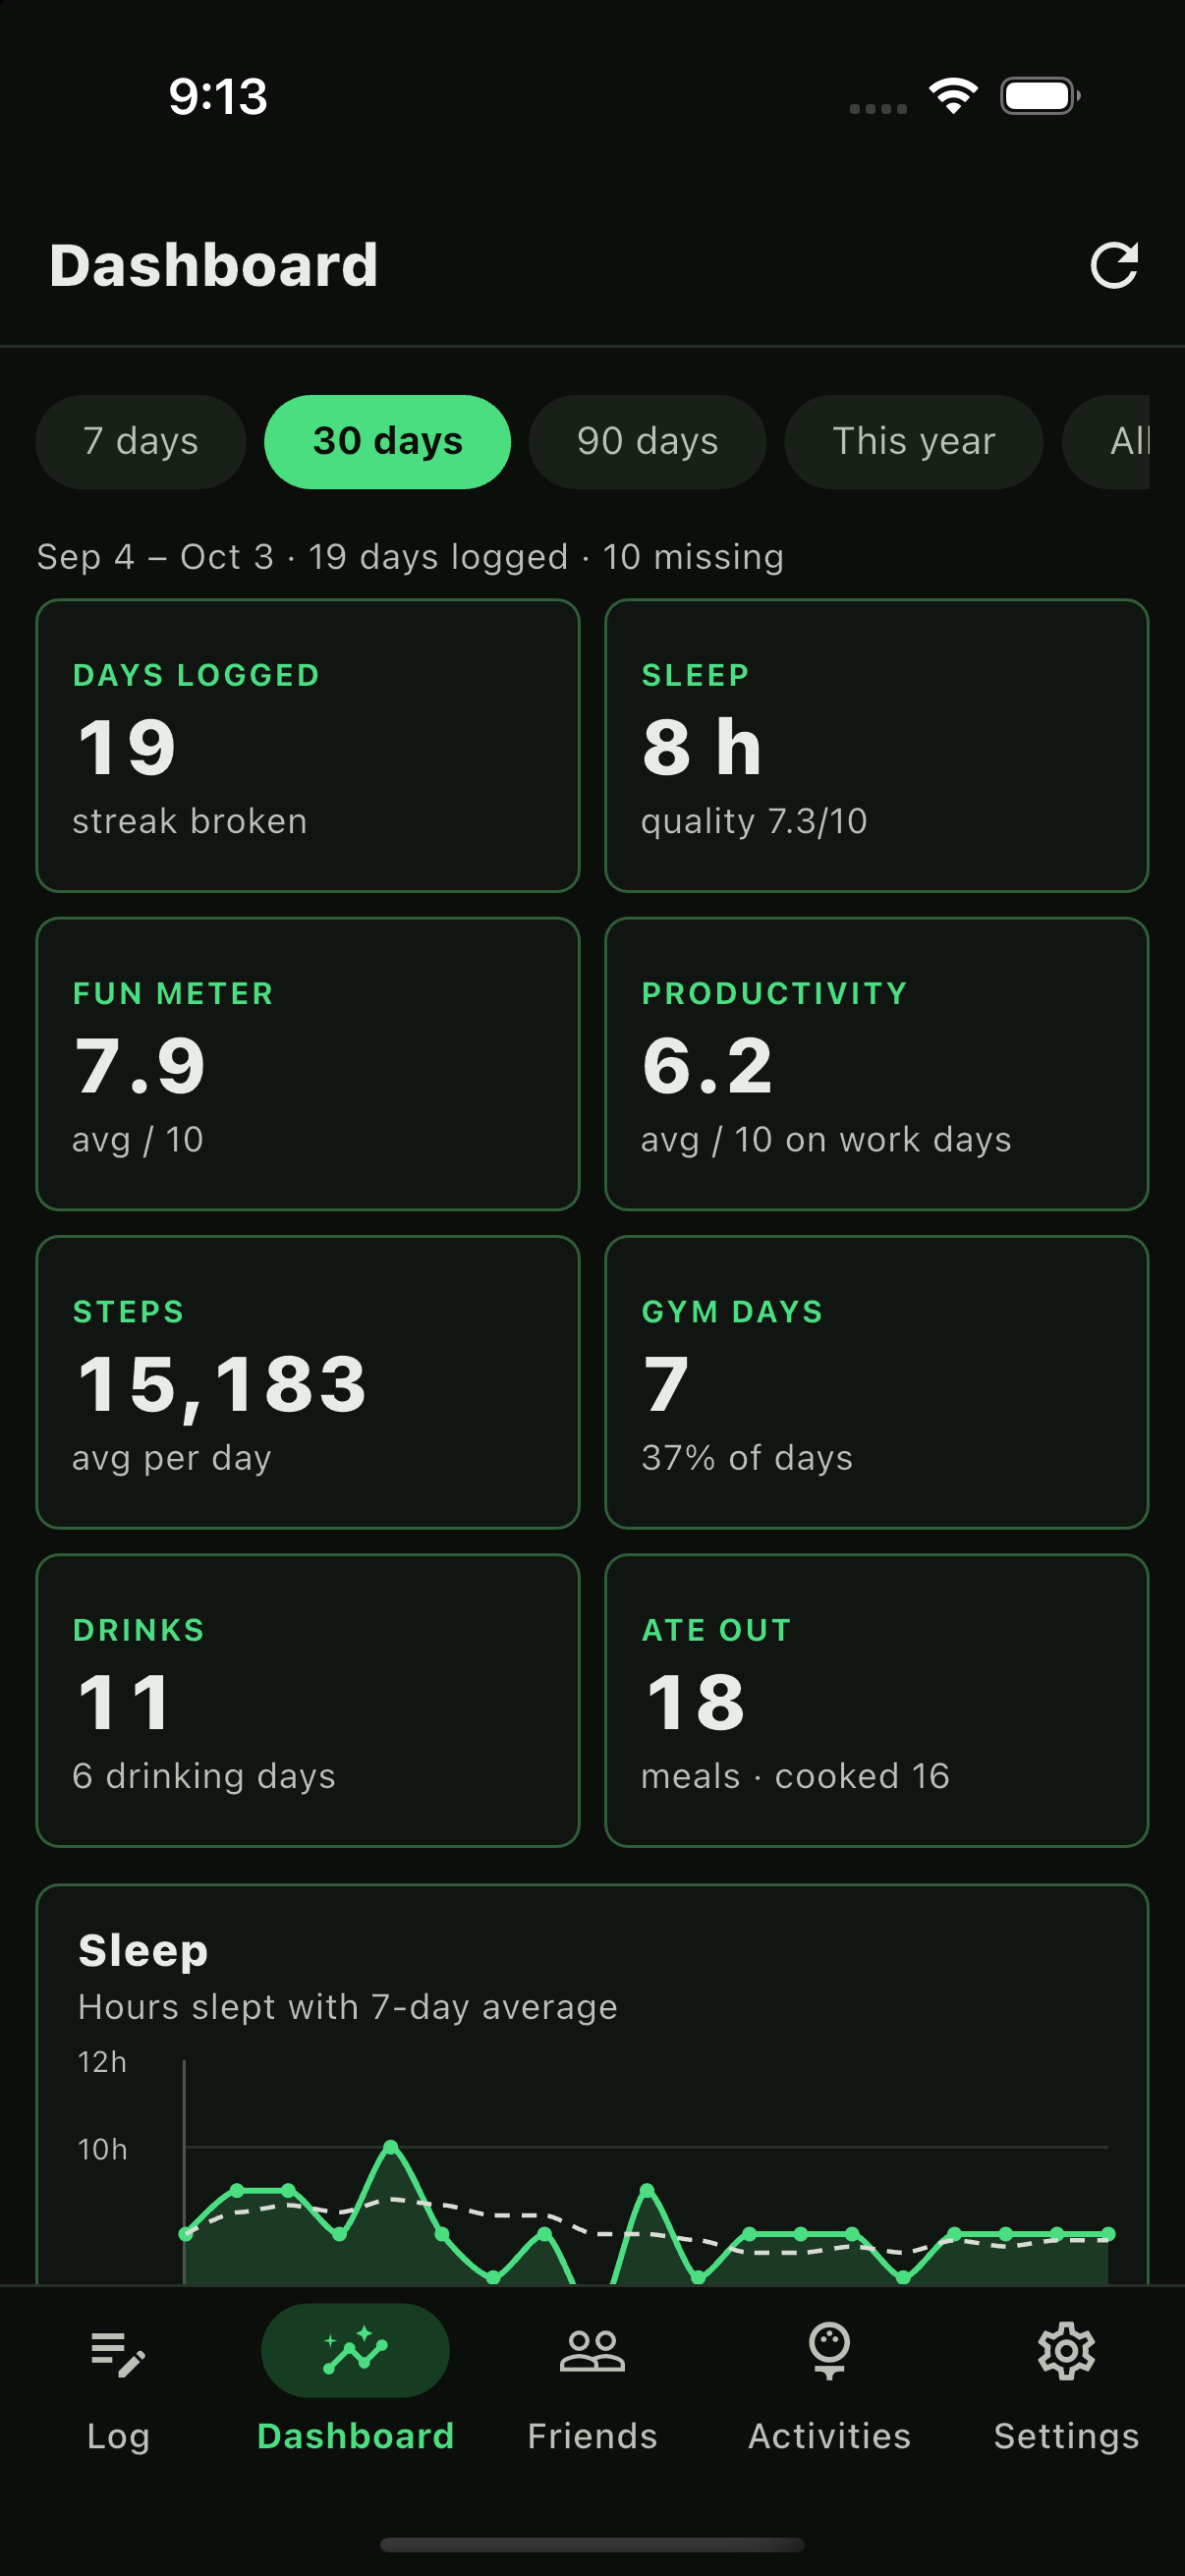 9:13
Dashboard
7 days 30 days 90 days This year All
Sep 4 – Oct 3 · 19 days logged · 10 missing
DAYS LOGGED
19
streak broken
SLEEP
8 h
quality 7.3/10
FUN METER
7.9
avg / 10
PRODUCTIVITY
6.2
avg / 10 on work days
STEPS
15,183
avg per day
GYM DAYS
7
37% of days
DRINKS
11
6 drinking days
ATE OUT
18
meals · cooked 16
Sleep
Hours slept with 7-day average
12h
10h
Log Dashboard Friends Activities Settings